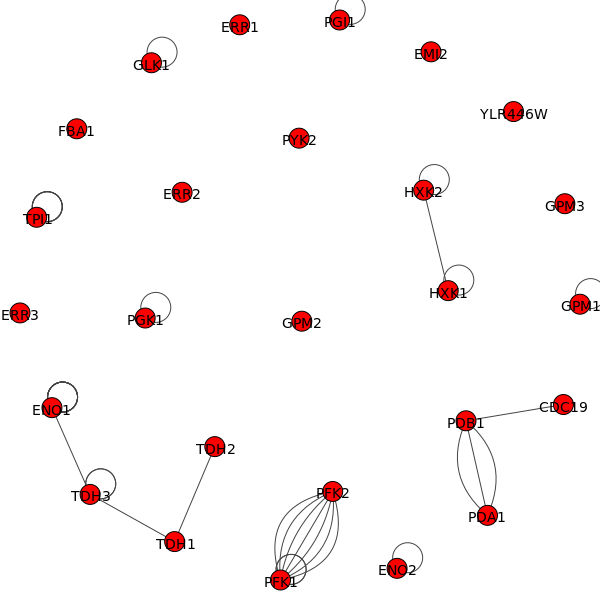 PGI1
ERR1
EMI2
GLK1
YLR446W
FBA1
PYK2
ERR2
HXK2
GPM3
TPI1
HXK1
GPM1
ERR3
PGK1
GPM2
ENO1
CDC19
PDB1
TDH2
TDH3
PFK2
PDA1
TDH1
ENO2
PFK1